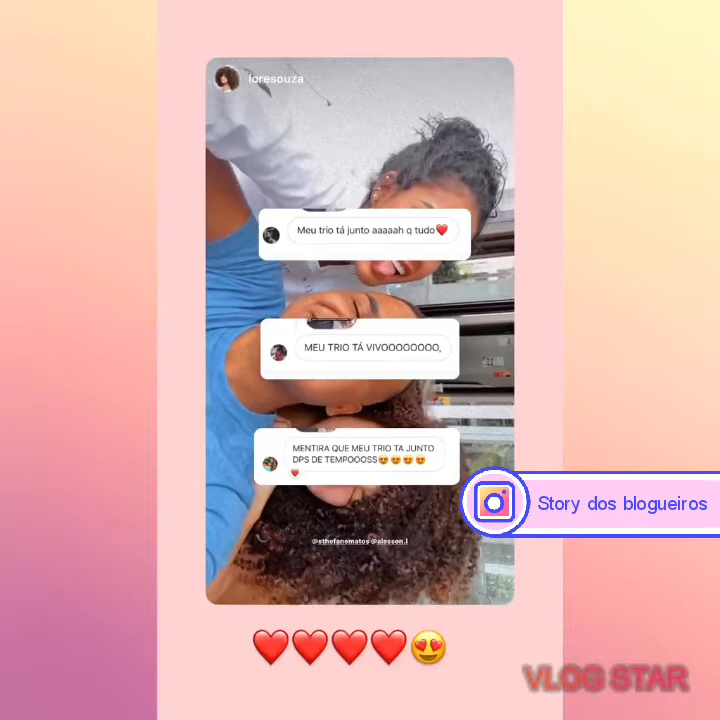 loresouza
Meu trio tá junto aaaaah q tudo❤️
MEU TRIO TÁ VIVOOOOOOOO,
MENTIRA QUE MEU TRIO TA JUNTO
DPS DE TEMPOOOSS😍😍😍😍
❤️
@sthefanematos @alesson.l
Story dos blogueiros
❤️❤️❤️❤️😍
VLOG STAR